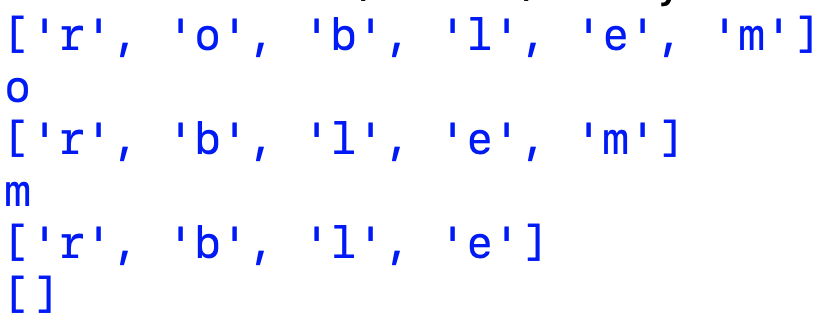 ['r', 'o', 'b', 'l', 'e', 'm']
o
['r', 'b', 'l', 'e', 'm']
m
['r', 'b', 'l', 'e']
[]